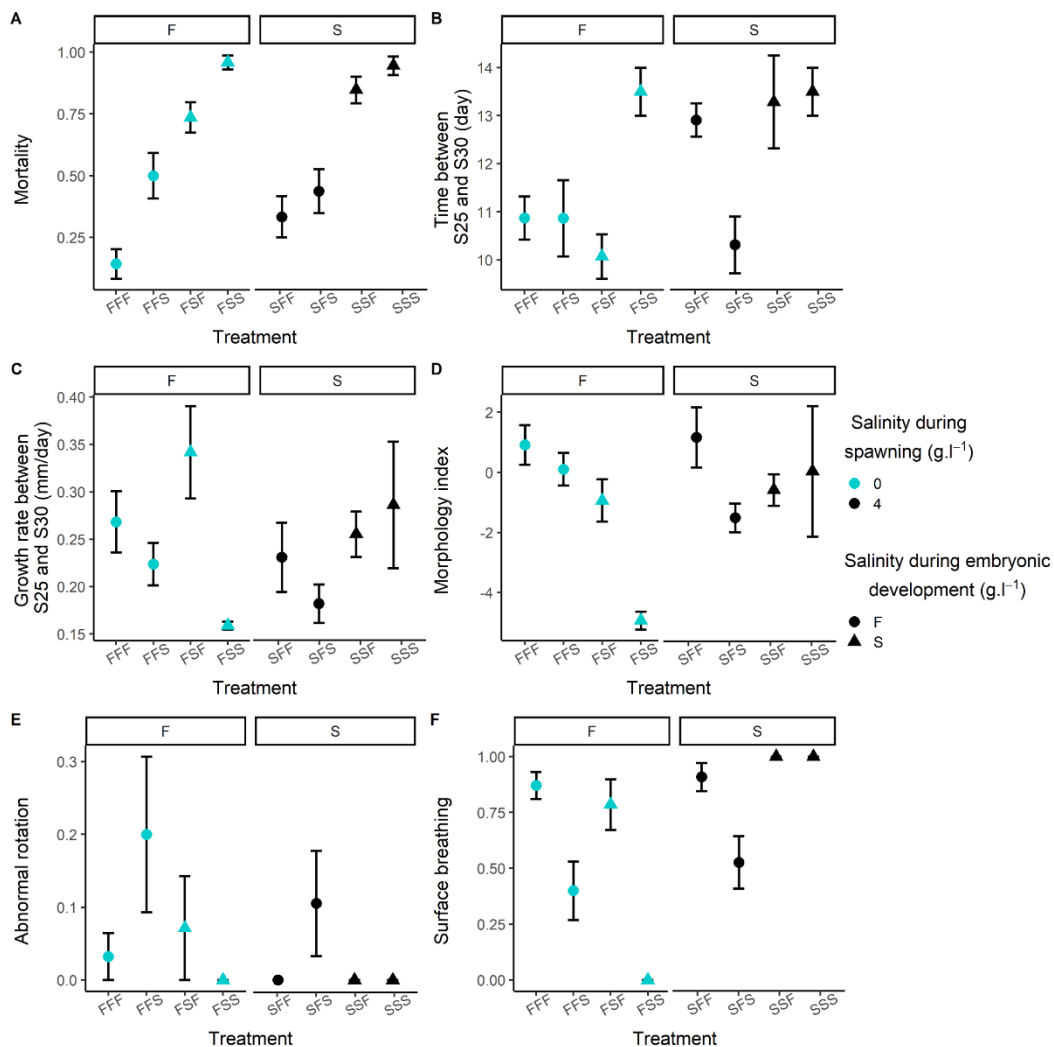 A
F
S
Mortality
1.00
0.75
0.50
0.25
FFF
FFS
FSF
FSS
SFF
SFS
SSF
SSS
Treatment
B
F
S
Time between
S25 and S30 (day)
14
13
12
11
10
FFF
FFS
FSF
FSS
SFF
SFS
SSF
SSS
Treatment
C
F
S
Growth rate between
S25 and S30 (mm/day)
0.40
0.35
0.30
0.25
0.20
0.15
FFF
FFS
FSF
FSS
SFF
SFS
SSF
SSS
Treatment
D
F
S
Morphology index
2
0
-2
-4
FFF
FFS
FSF
FSS
SFF
SFS
SSF
SSS
Treatment
Salinity during
spawning (g.l⁻¹)
0
4
Salinity during embryonic
development (g.l⁻¹)
F
S
E
F
S
Abnormal rotation
0.3
0.2
0.1
0.0
FFF
FFS
FSF
FSS
SFF
SFS
SSF
SSS
Treatment
F
F
S
Surface breathing
1.00
0.75
0.50
0.25
0.00
FFF
FFS
FSF
FSS
SFF
SFS
SSF
SSS
Treatment